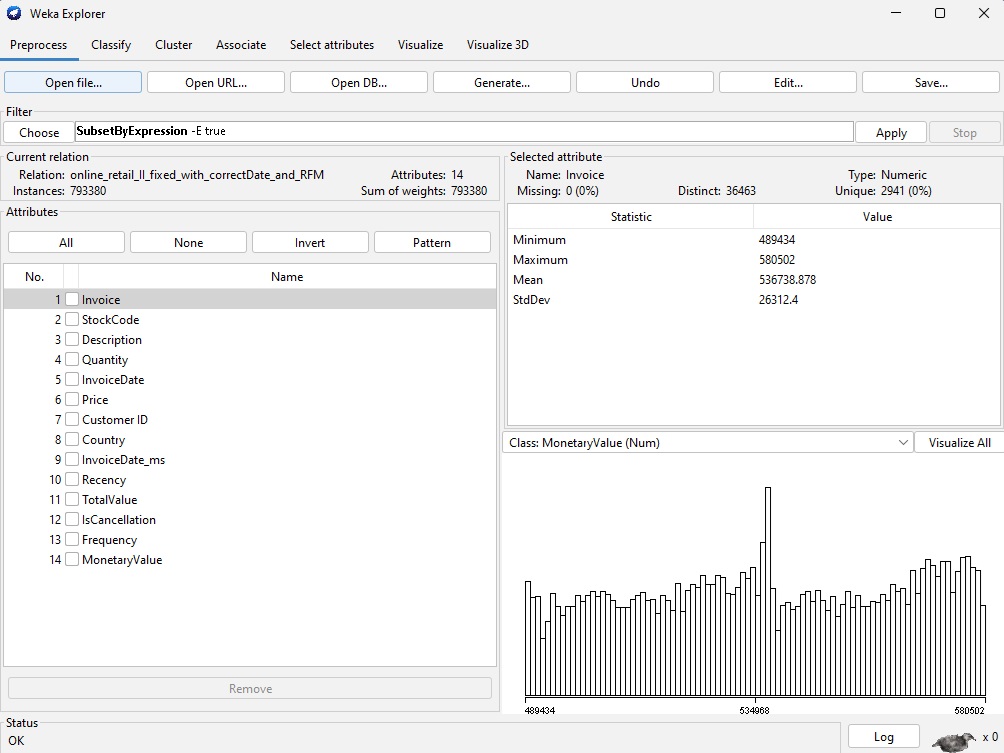 Weka Explorer
Preprocess Classify Cluster Associate Select attributes Visualize Visualize 3D
Open file... Open URL... Open DB... Generate... Undo Edit... Save...
Filter
Choose SubsetByExpression -E true Apply Stop
Current relation
Relation: online_retail_II_fixed_with_correctDate_and_RFM Attributes: 14
Instances: 793380 Sum of weights: 793380
Attributes
All None Invert Pattern
No. Name
1 Invoice
2 StockCode
3 Description
4 Quantity
5 InvoiceDate
6 Price
7 Customer ID
8 Country
9 InvoiceDate_ms
10 Recency
11 TotalValue
12 IsCancellation
13 Frequency
14 MonetaryValue
Remove
Selected attribute
Name: Invoice Type: Numeric
Missing: 0 (0%) Distinct: 36463 Unique: 2941 (0%)
Statistic Value
Minimum 489434
Maximum 580502
Mean 536738.878
StdDev 26312.4
Class: MonetaryValue (Num) Visualize All
489434 534968 580502
Status
OK Log x 0